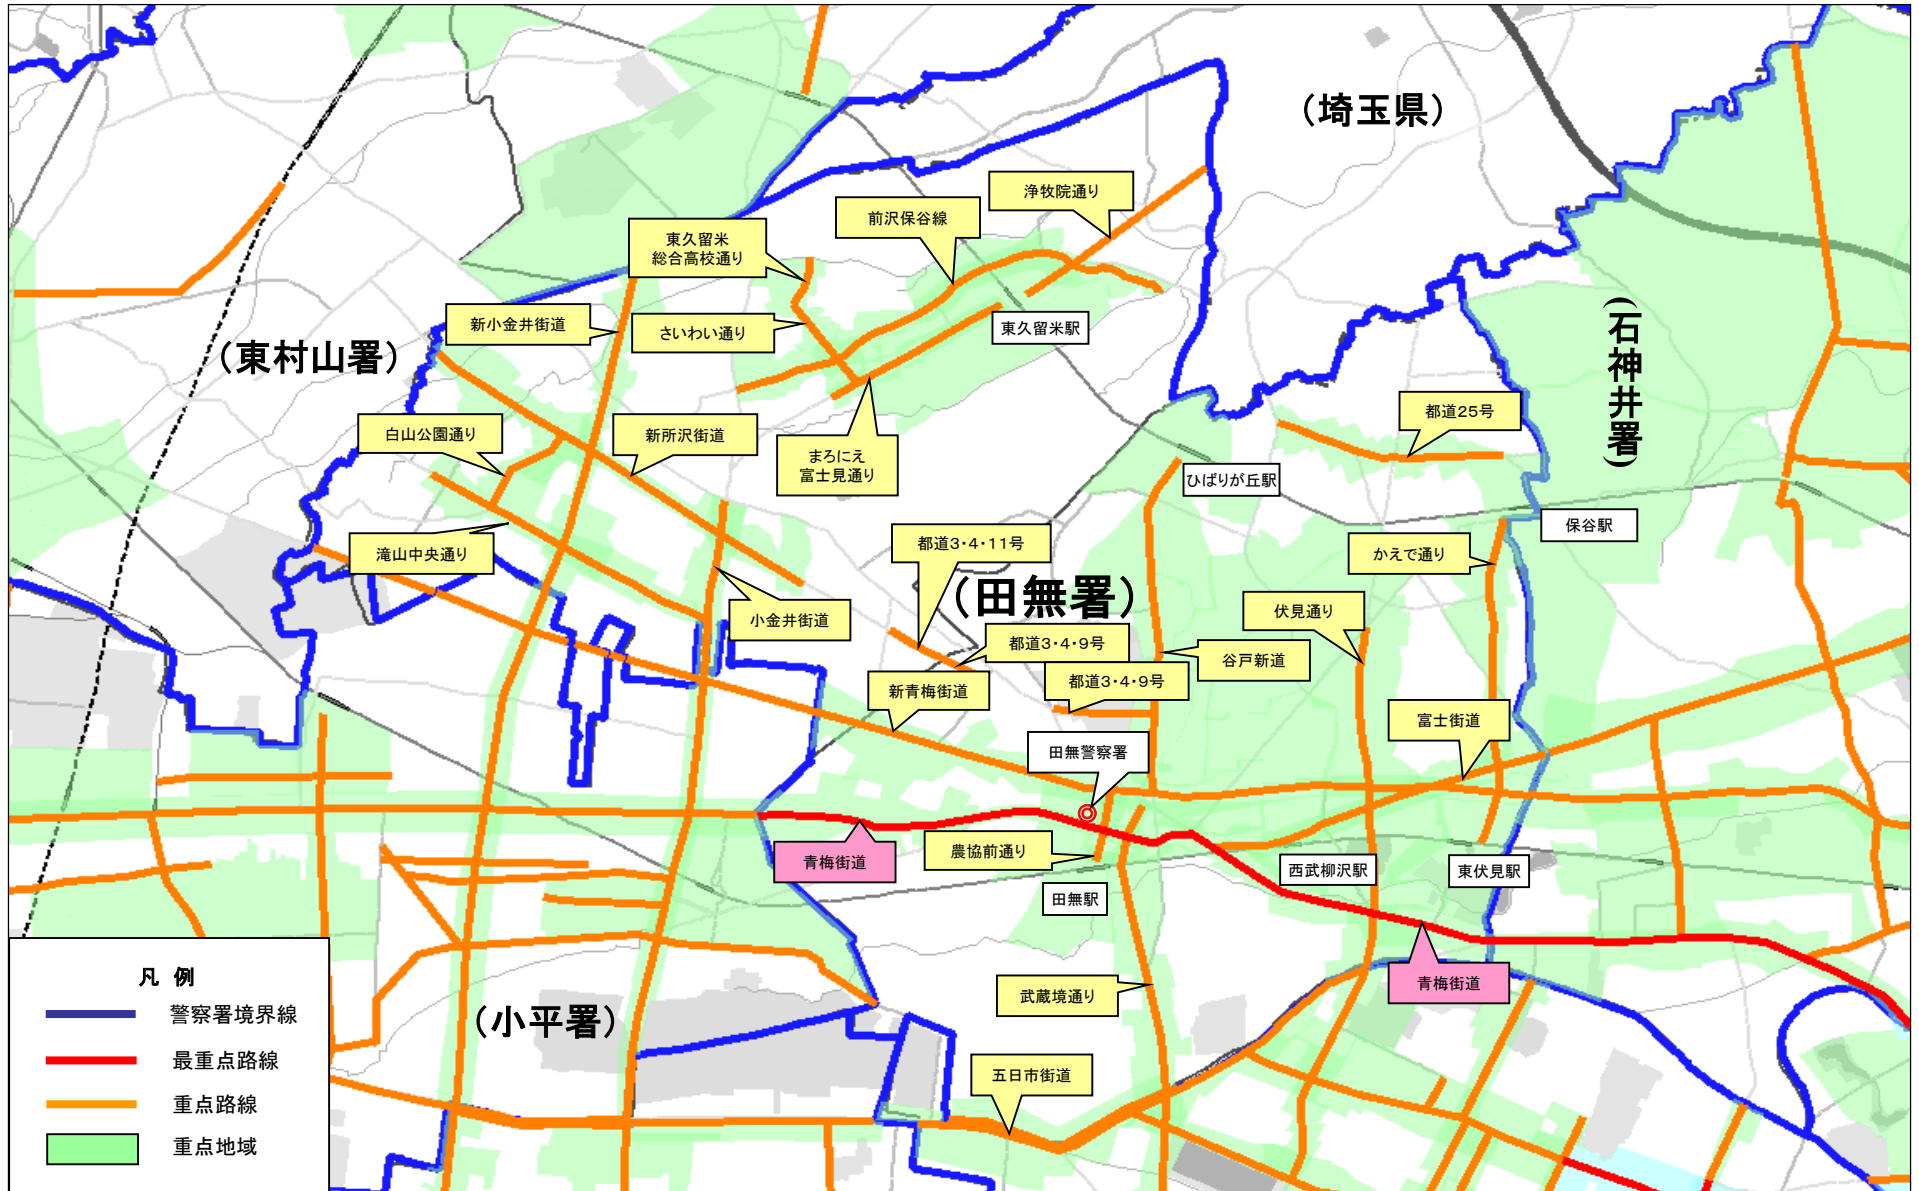 (埼玉県)
浄牧院通り
前沢保谷線
東久留米
総合高校通り
新小金井街道
さいわい通り
東久留米駅
(石神井署)
(東村山署)
都道25号
白山公園通り
新所沢街道
まろにえ
富士見通り
ひばりが丘駅
保谷駅
都道3・4・11号
滝山中央通り
かえで通り
(田無署)
小金井街道
伏見通り
都道3・4・9号
谷戸新道
都道3・4・9号
新青梅街道
富士街道
田無警察署
農協前通り
青梅街道
西武柳沢駅
東伏見駅
田無駅
青梅街道
武蔵境通り
(小平署)
五日市街道
凡 例
警察署境界線
最重点路線
重点路線
重点地域